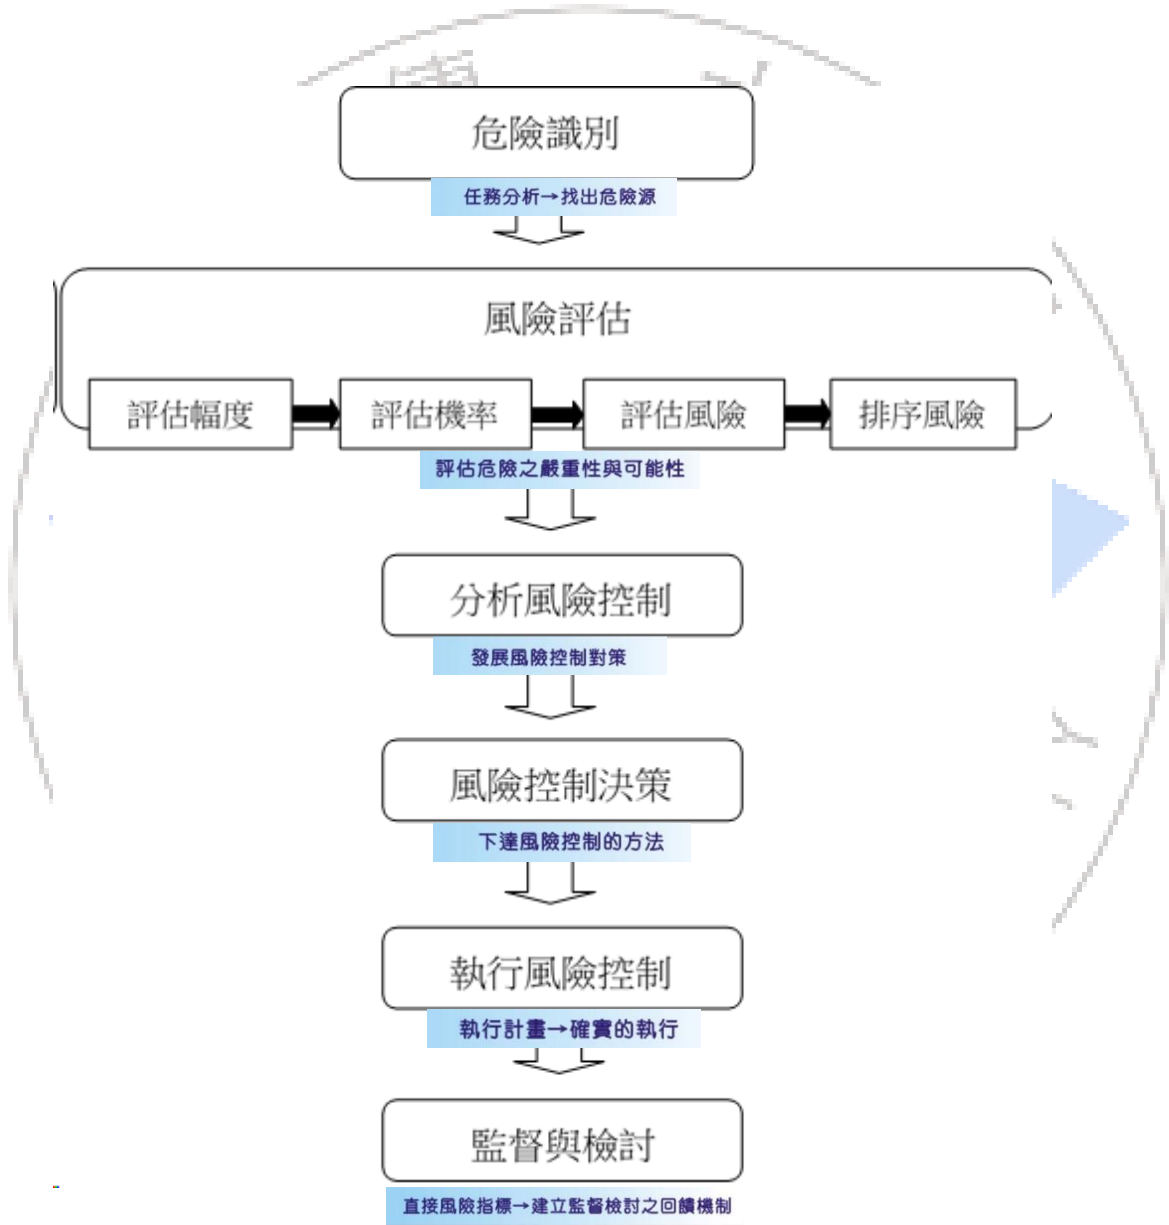 危險識別
任務分析→找出危險源
風險評估
評估幅度 評估機率 評估風險 排序風險
評估危險之嚴重性與可能性
分析風險控制
發展風險控制對策
風險控制決策
下達風險控制的方法
執行風險控制
執行計畫→確實的執行
監督與檢討
直接風險指標→建立監督檢討之回饋機制
Y